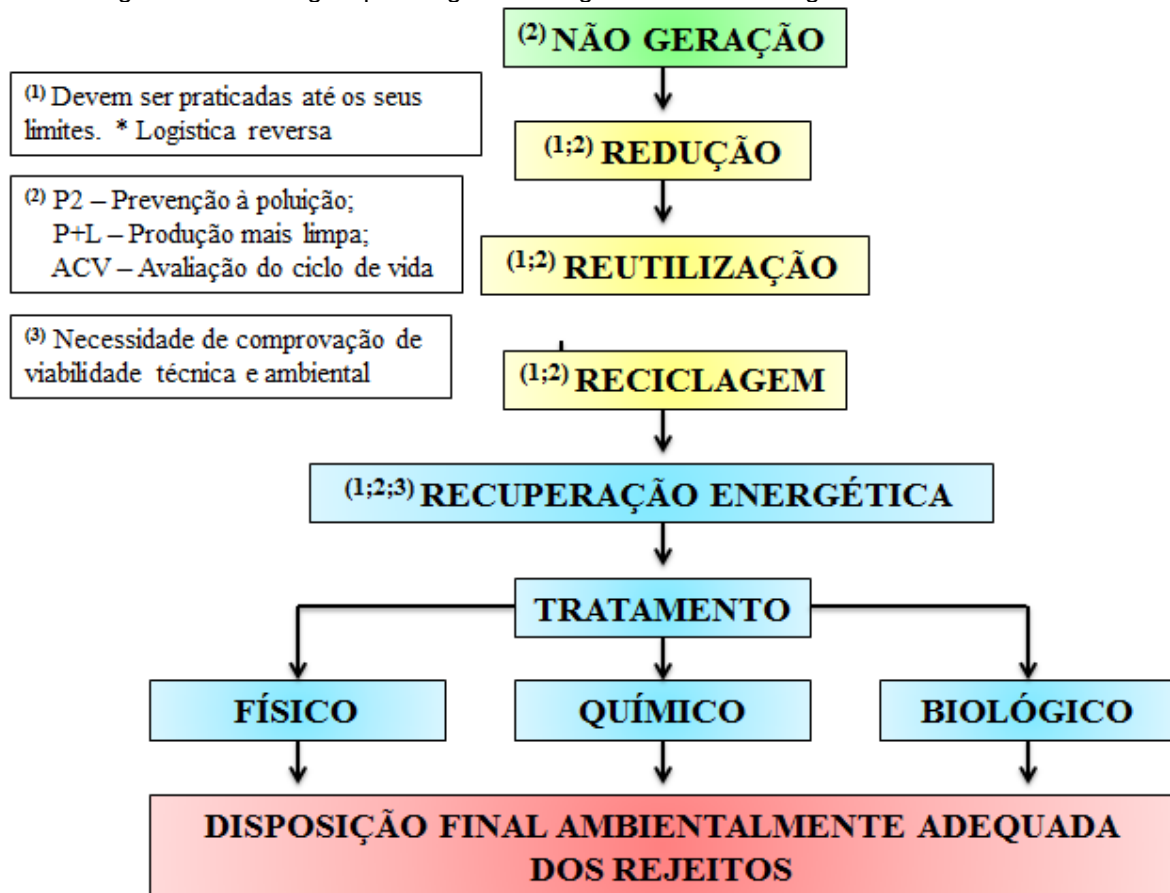 (2) NÃO GERAÇÃO
(1) Devem ser praticadas até os seus
limites. * Logística reversa
(1;2) REDUÇÃO
(2) P2 – Prevenção à poluição;
P+L – Produção mais limpa;
ACV – Avaliação do ciclo de vida
(1;2) REUTILIZAÇÃO
(3) Necessidade de comprovação de
viabilidade técnica e ambiental
(1;2) RECICLAGEM
(1;2;3) RECUPERAÇÃO ENERGÉTICA
TRATAMENTO
FÍSICO
QUÍMICO
BIOLÓGICO
DISPOSIÇÃO FINAL AMBIENTALMENTE ADEQUADA
DOS REJEITOS